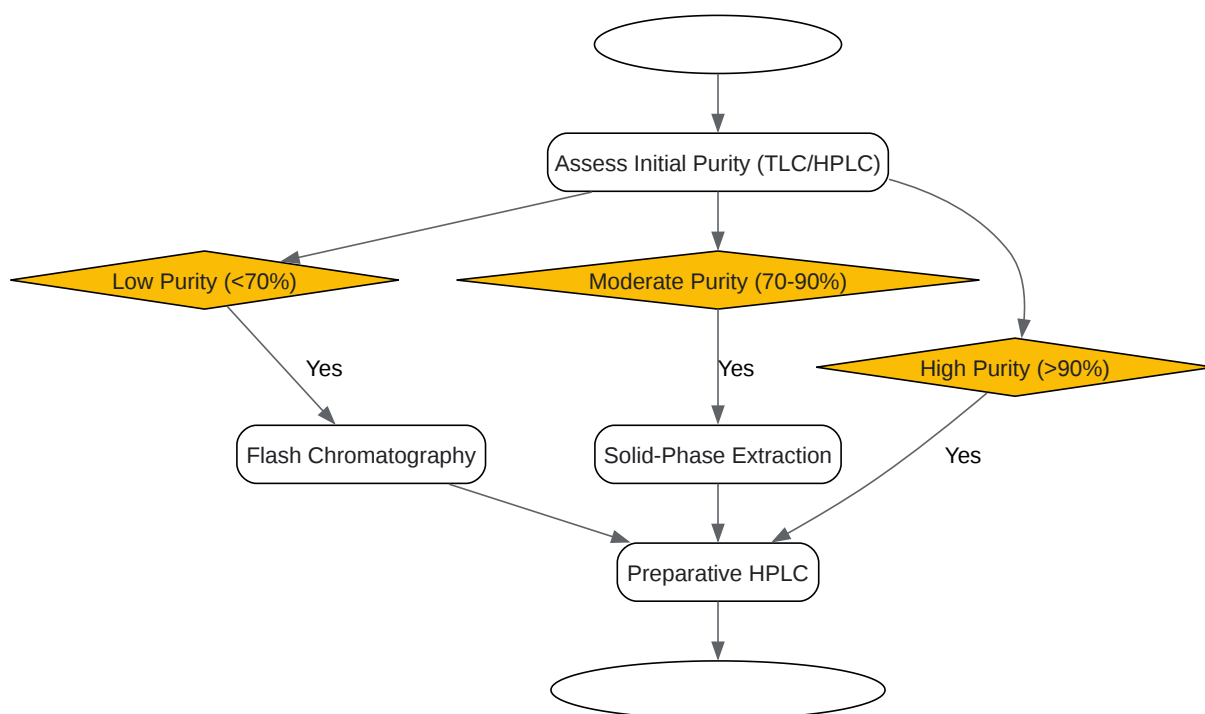 Assess Initial Purity (TLC/HPLC)
Low Purity (<70%)
Moderate Purity (70-90%)
High Purity (>90%)
Yes
Yes
Yes
Flash Chromatography
Solid-Phase Extraction
Preparative HPLC